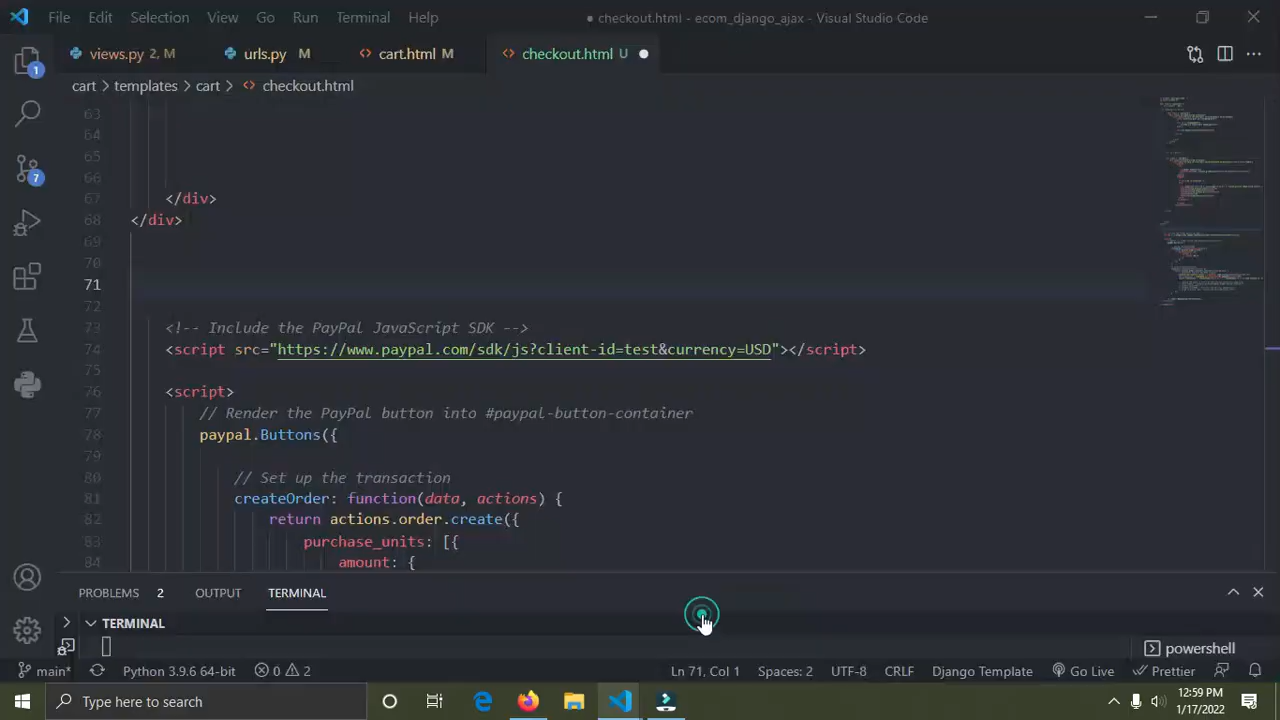 File Edit Selection View Go Run Terminal Help
● checkout.html - ecom_django_ajax - Visual Studio Code
views.py 2, M
urls.py M
cart.html M
checkout.html U
cart > templates > cart > checkout.html
63
64
65
66
67 </div>
68 </div>
69
70
71
72
73 <!-- Include the PayPal JavaScript SDK -->
74 <script src="https://www.paypal.com/sdk/js?client-id=test&currency=USD"></script>
75
76 <script>
77 // Render the PayPal button into #paypal-button-container
78 paypal.Buttons({
79
80 // Set up the transaction
81 createOrder: function(data, actions) {
82 return actions.order.create({
83 purchase_units: [{
84 amount: {
1
7
PROBLEMS 2 OUTPUT TERMINAL
TERMINAL
powershell
main* Python 3.9.6 64-bit 0 2 Ln 71, Col 1 Spaces: 2 UTF-8 CRLF Django Template Go Live Prettier
Type here to search
12:59 PM
1/17/2022